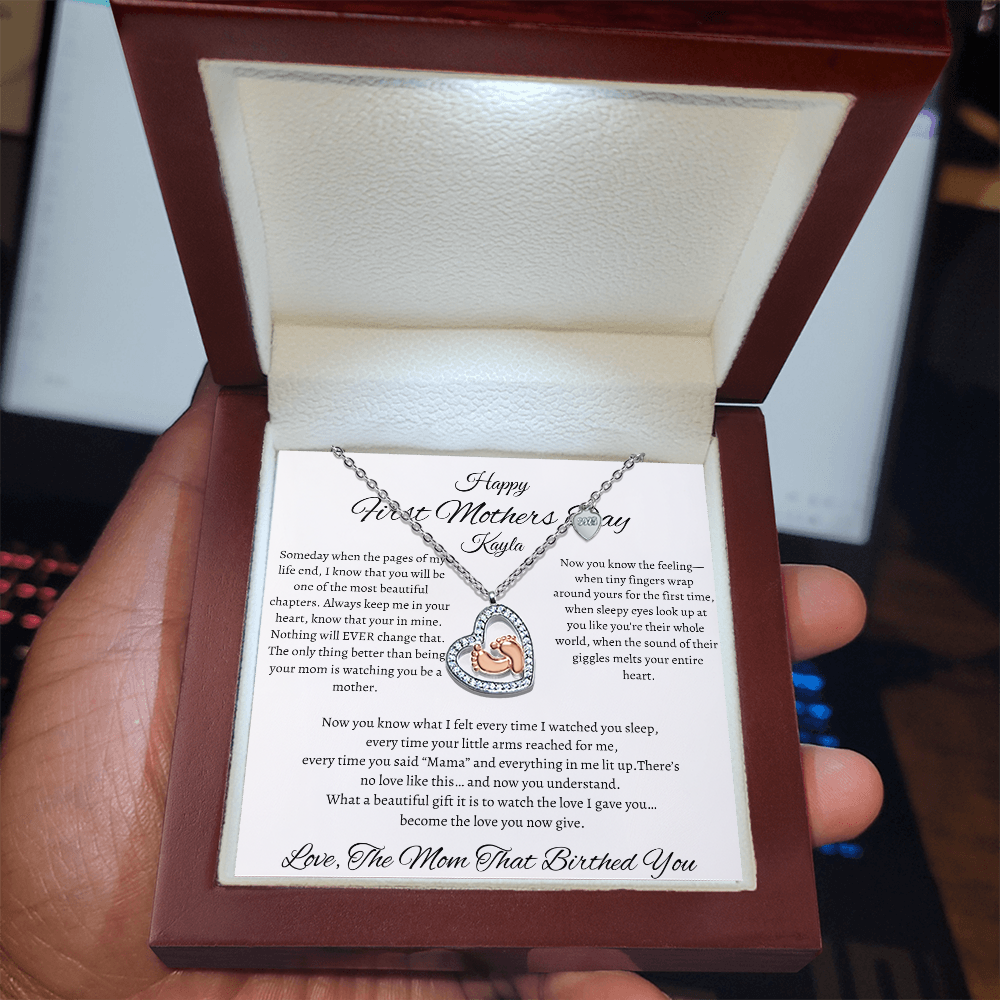 Happy
First Mothers Day
Kayla
Someday when the pages of my
life end, I know that you will be
one of the most beautiful
chapters. Always keep me in your
heart, know that your in mine.
Nothing will EVER change that.
The only thing better than being
your mom is watching you be a
mother.
Now you know the feeling—
when tiny fingers wrap
around yours for the first time,
when sleepy eyes look up at
you like you're their whole
world, when the sound of their
giggles melts your entire
heart.
Now you know what I felt every time I watched you sleep,
every time your little arms reached for me,
every time you said “Mama” and everything in me lit up.There’s
no love like this... and now you understand.
What a beautiful gift it is to watch the love I gave you...
become the love you now give.
Love, The Mom That Birthed You